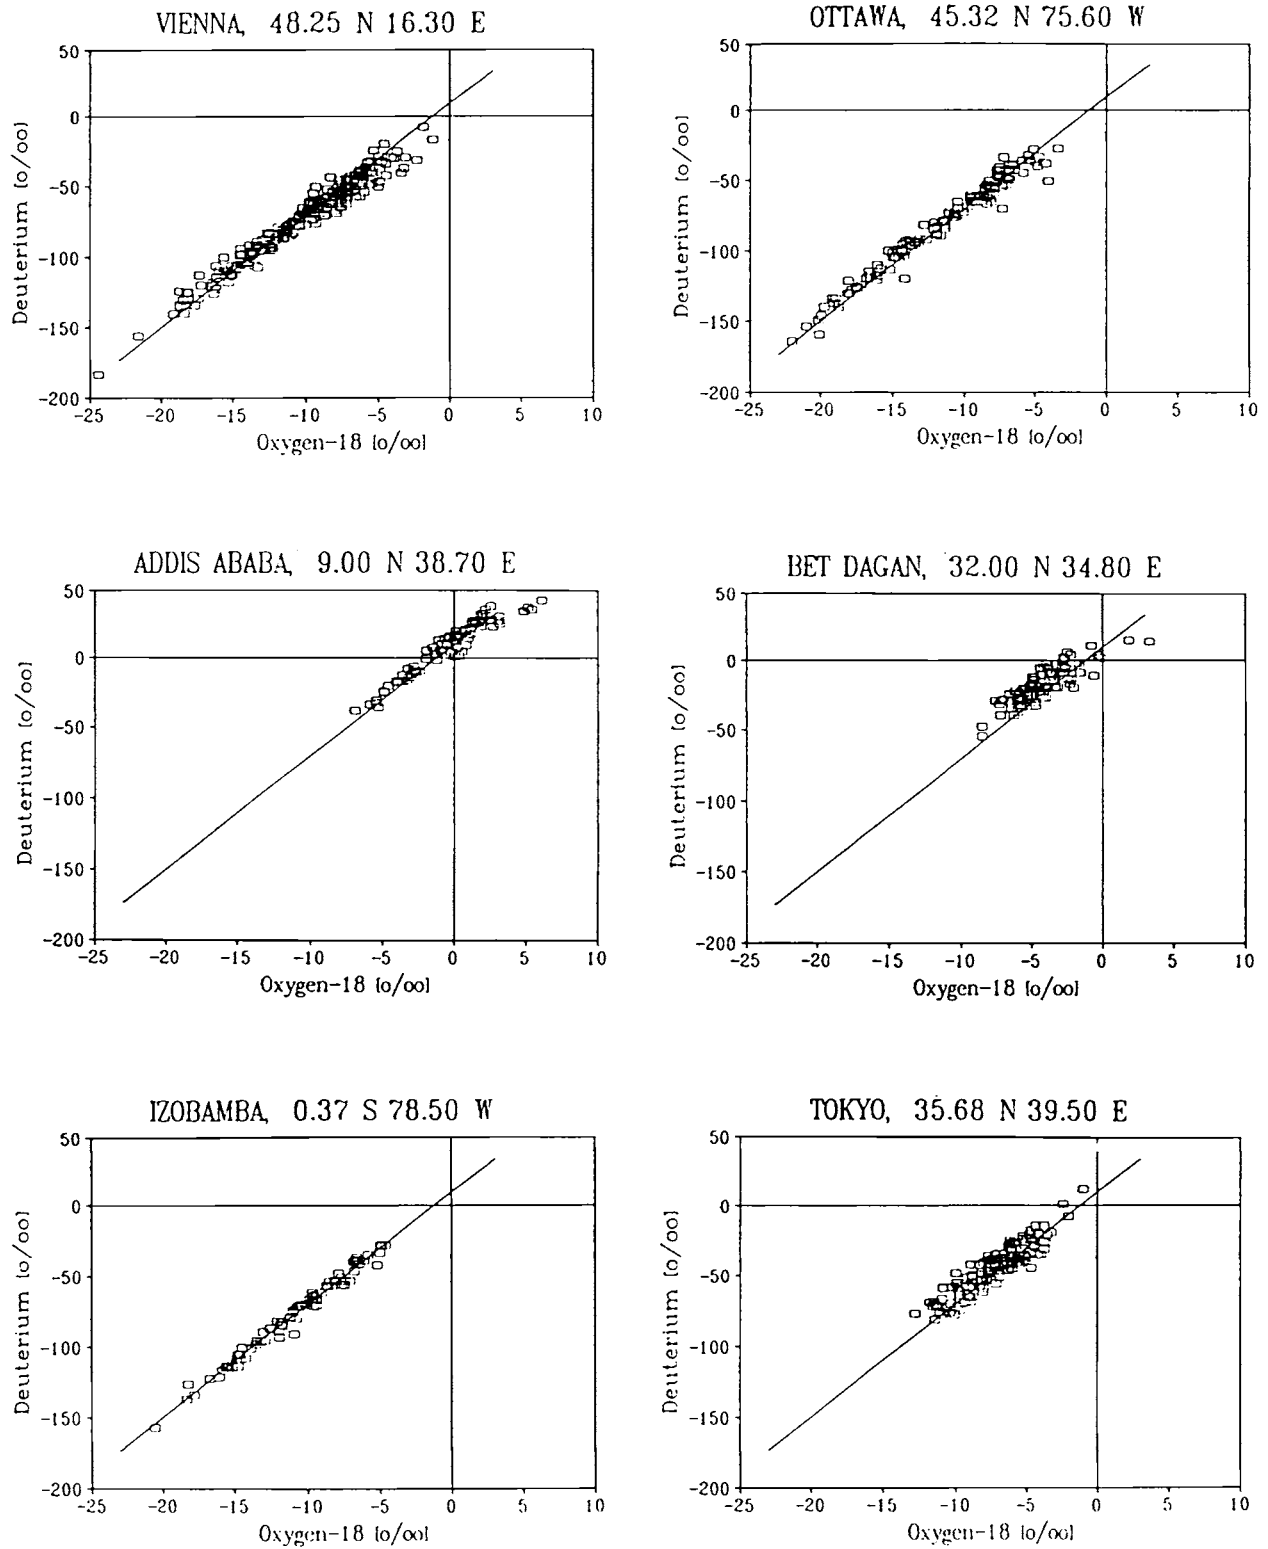 VIENNA, 48.25 N 16.30 E
50
0
-50
-100
-150
-200
Deuterium [o/oo]
-25 -20 -15 -10 -5 0 5 10
Oxygen-18 [o/oo]
OTTAWA, 45.32 N 75.60 W
50
0
-50
-100
-150
-200
Deuterium [o/oo]
-25 -20 -15 -10 -5 0 5 10
Oxygen-18 [o/oo]
ADDIS ABABA, 9.00 N 38.70 E
50
0
-50
-100
-150
-200
Deuterium [o/oo]
-25 -20 -15 -10 -5 0 5 10
Oxygen-18 [o/oo]
BET DAGAN, 32.00 N 34.80 E
50
0
-50
-100
-150
-200
Deuterium [o/oo]
-25 -20 -15 -10 -5 0 5 10
Oxygen-18 [o/oo]
IZOBAMBA, 0.37 S 78.50 W
50
0
-50
-100
-150
-200
Deuterium [o/oo]
-25 -20 -15 -10 -5 0 5 10
Oxygen-18 [o/oo]
TOKYO, 35.68 N 39.50 E
50
0
-50
-100
-150
-200
Deuterium [o/oo]
-25 -20 -15 -10 -5 0 5 10
Oxygen-18 [o/oo]